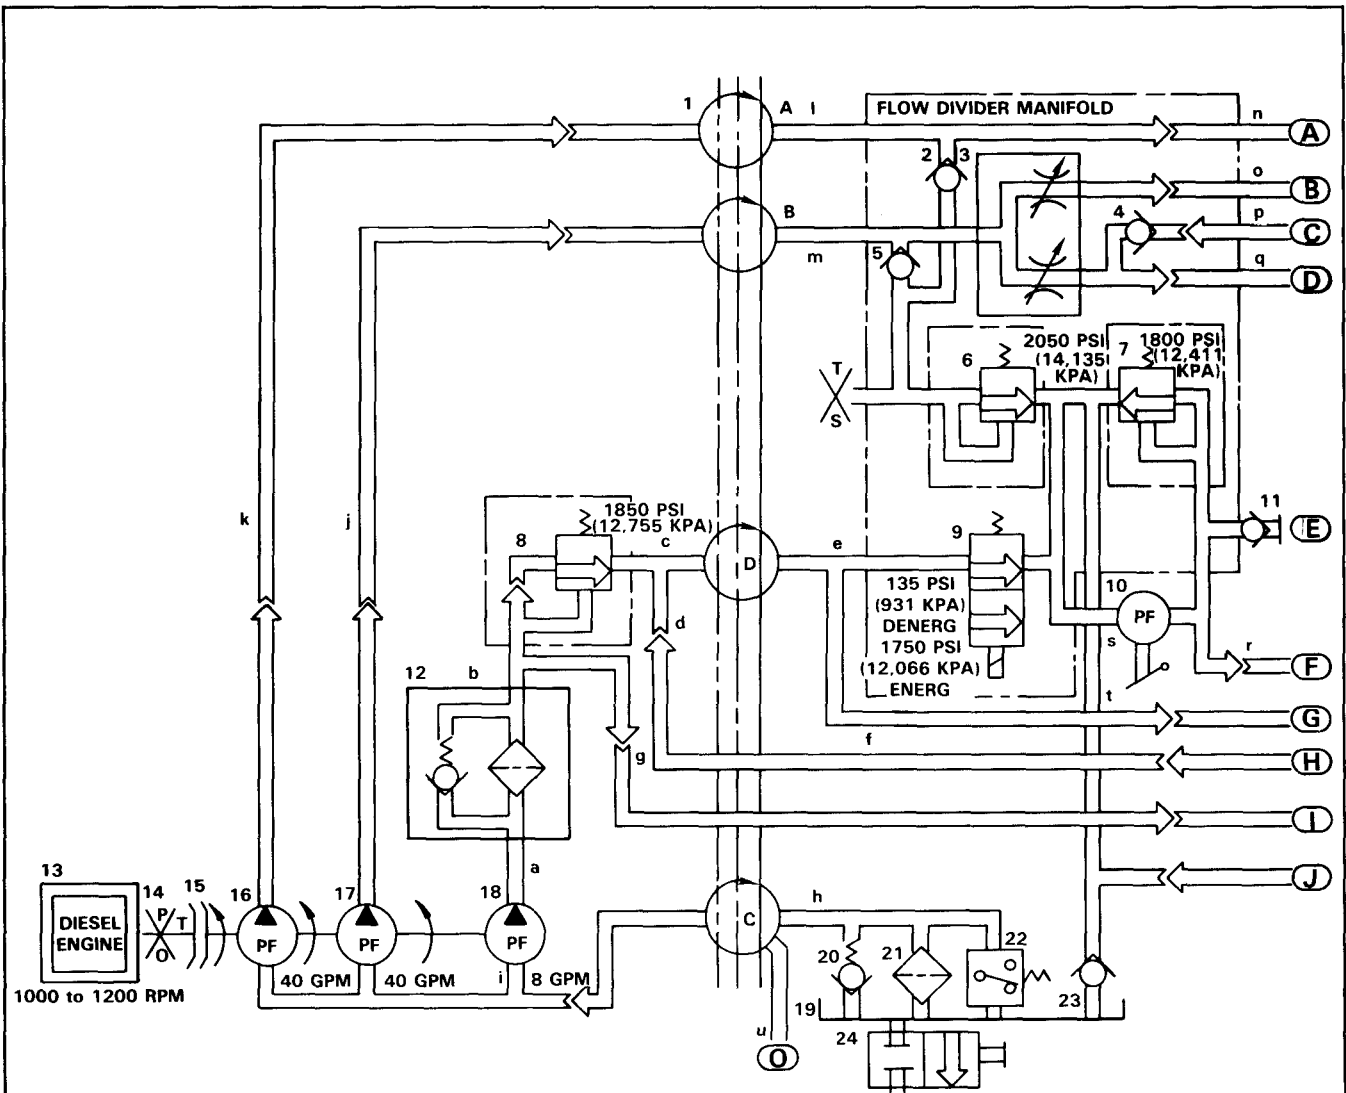 1
A
l
FLOW DIVIDER MANIFOLD
n
A
2
3
o
B
B
4
p
C
m
5
q
D
2050 PSI
(14,135
KPA)
6
7
1800 PSI
(12,411
KPA)
T
S
k
j
1850 PSI
(12,755 KPA)
8
c
D
e
9
11
E
135 PSI
(931 KPA)
DENERG
1750 PSI
(12,066 KPA)
ENERG
10
PF
s
d
r
F
12
b
t
G
f
g
H
I
a
J
13
DIESEL
ENGINE
1000 to 1200 RPM
14
P
T
O
15
16
PF
40 GPM
17
PF
40 GPM
18
PF
i
8 GPM
C
h
20
21
22
19
23
24
u
O